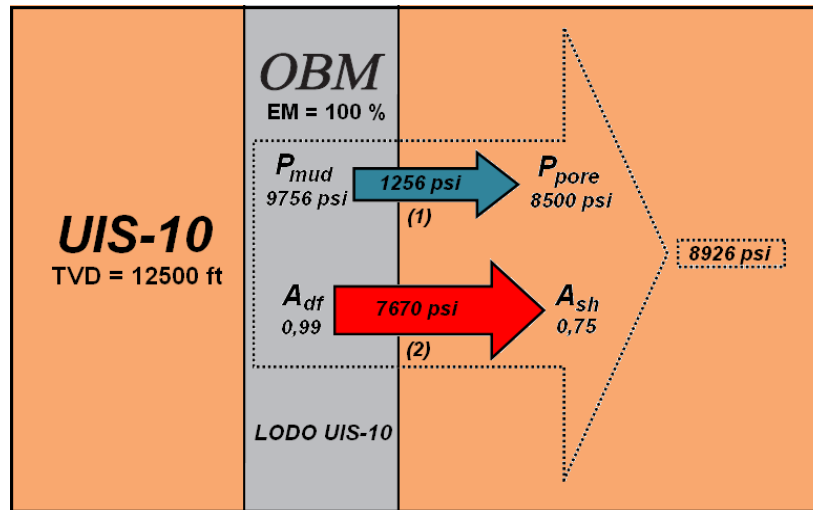 OBM
EM = 100 %
P mud
9756 psi
1256 psi
(1)
P pore
8500 psi
UIS-10
TVD = 12500 ft
8926 psi
A df
0,99
7670 psi
(2)
A sh
0,75
LODO UIS-10